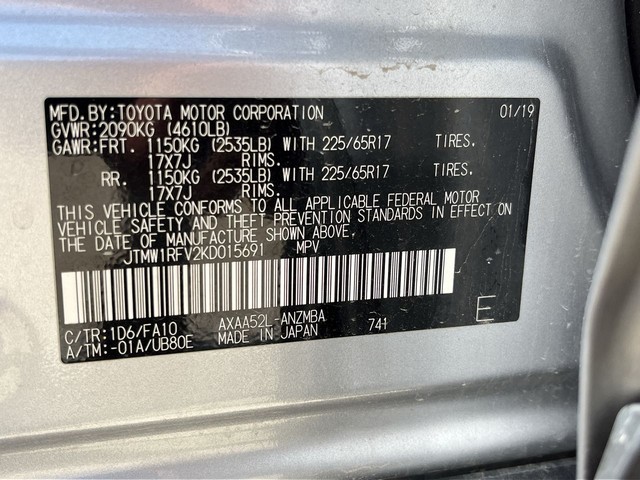 MFD.BY:TOYOTA MOTOR CORPORATION 01/19
GVWR:2090KG (4610LB)
GAWR:FRT. 1150KG (2535LB) WITH 225/65R17 TIRES.
17X7J RIMS.
RR. 1150KG (2535LB) WITH 225/65R17 TIRES.
17X7J RIMS.
THIS VEHICLE CONFORMS TO ALL APPLICABLE FEDERAL MOTOR
VEHICLE SAFETY AND THEFT PREVENTION STANDARDS IN EFFECT ON
THE DATE OF MANUFACTURE SHOWN ABOVE.
JTMW1RFV2KD015691 MPV
C/TR:1D6/FA10 AXAA52L-ANZMBA 741
A/TM:-01A/UB80E MADE IN JAPAN E